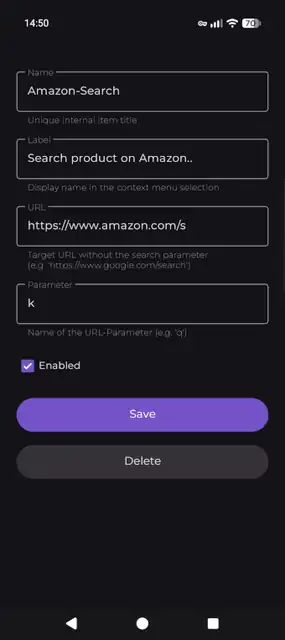 14:50
70
Name
Amazon-Search
Unique internal item title
Label
Search product on Amazon..
Display name in the context menu selection
URL
https://www.amazon.com/s
Target URL without the search parameter
(e.g. 'https://www.google.com/search')
Parameter
k
Name of the URL-Parameter (e.g. 'q')
Enabled
Save
Delete